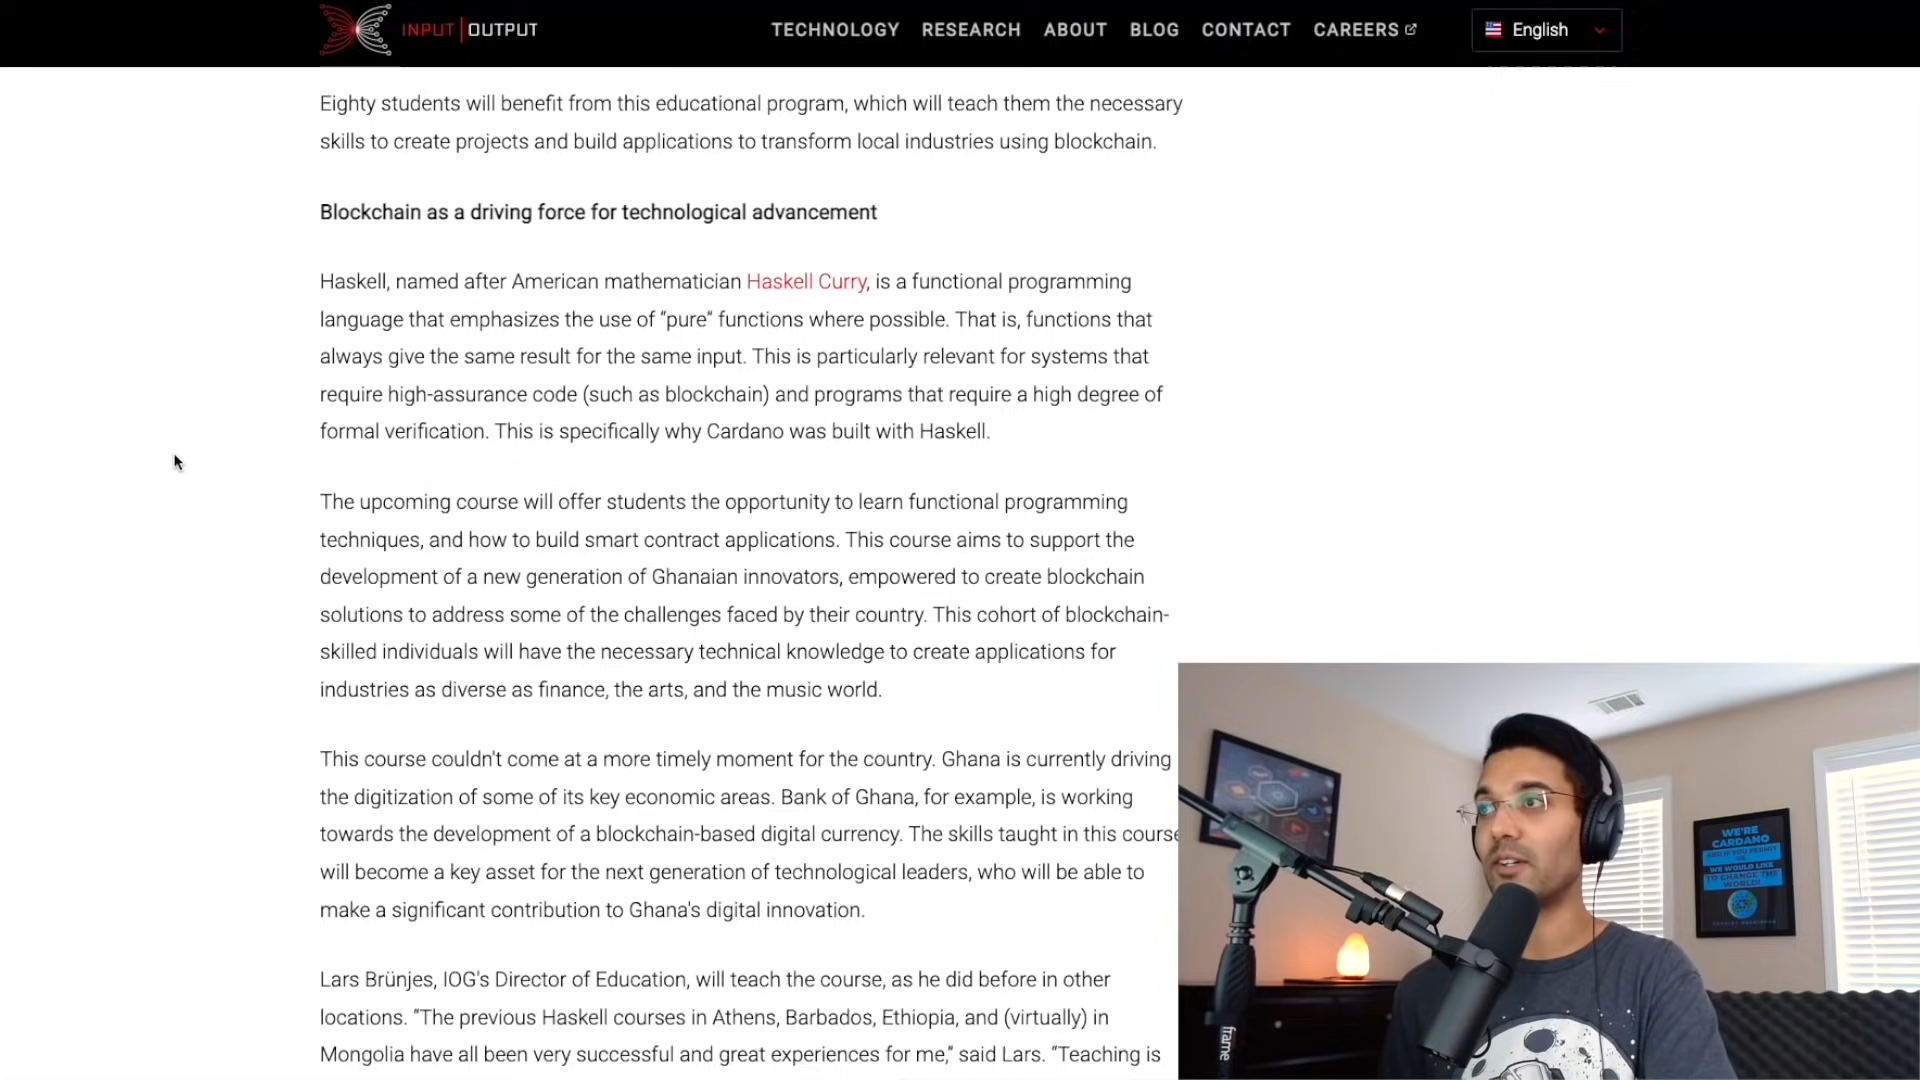 INPUT|OUTPUT
TECHNOLOGY RESEARCH ABOUT BLOG CONTACT CAREERS
English
Eighty students will benefit from this educational program, which will teach them the necessary
skills to create projects and build applications to transform local industries using blockchain.
Blockchain as a driving force for technological advancement
Haskell, named after American mathematician Haskell Curry, is a functional programming
language that emphasizes the use of “pure“ functions where possible. That is, functions that
always give the same result for the same input. This is particularly relevant for systems that
require high-assurance code (such as blockchain) and programs that require a high degree of
formal verification. This is specifically why Cardano was built with Haskell.
The upcoming course will offer students the opportunity to learn functional programming
techniques, and how to build smart contract applications. This course aims to support the
development of a new generation of Ghanaian innovators, empowered to create blockchain
solutions to address some of the challenges faced by their country. This cohort of blockchain-
skilled individuals will have the necessary technical knowledge to create applications for
industries as diverse as finance, the arts, and the music world.
This course couldn't come at a more timely moment for the country. Ghana is currently driving
the digitization of some of its key economic areas. Bank of Ghana, for example, is working
towards the development of a blockchain-based digital currency. The skills taught in this course
will become a key asset for the next generation of technological leaders, who will be able to
make a significant contribution to Ghana's digital innovation.
Lars Brünjes, IOG's Director of Education, will teach the course, as he did before in other
locations. “The previous Haskell courses in Athens, Barbados, Ethiopia, and (virtually) in
Mongolia have all been very successful and great experiences for me,” said Lars. “Teaching is
WE'RE
CARDANO
AND IF YOU PERMIT
US
WE WOULD LIKE
TO CHANGE THE
WORLD!
frame